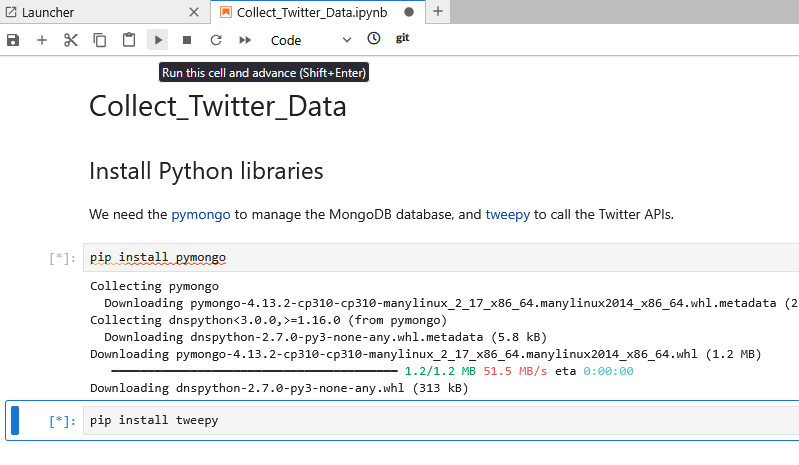 Launcher
Collect_Twitter_Data.ipynb
Code
git
Run this cell and advance (Shift+Enter)
Collect_Twitter_Data
Install Python libraries
We need the pymongo to manage the MongoDB database, and tweepy to call the Twitter APIs.
[*]: pip install pymongo
Collecting pymongo
Downloading pymongo-4.13.2-cp310-cp310-manylinux_2_17_x86_64.manylinux2014_x86_64.whl.metadata (2
Collecting dnspython<3.0.0,>=1.16.0 (from pymongo)
Downloading dnspython-2.7.0-py3-none-any.whl.metadata (5.8 kB)
Downloading pymongo-4.13.2-cp310-cp310-manylinux_2_17_x86_64.manylinux2014_x86_64.whl (1.2 MB)
1.2/1.2 MB 51.5 MB/s eta 0:00:00
Downloading dnspython-2.7.0-py3-none-any.whl (313 kB)
[*]: pip install tweepy